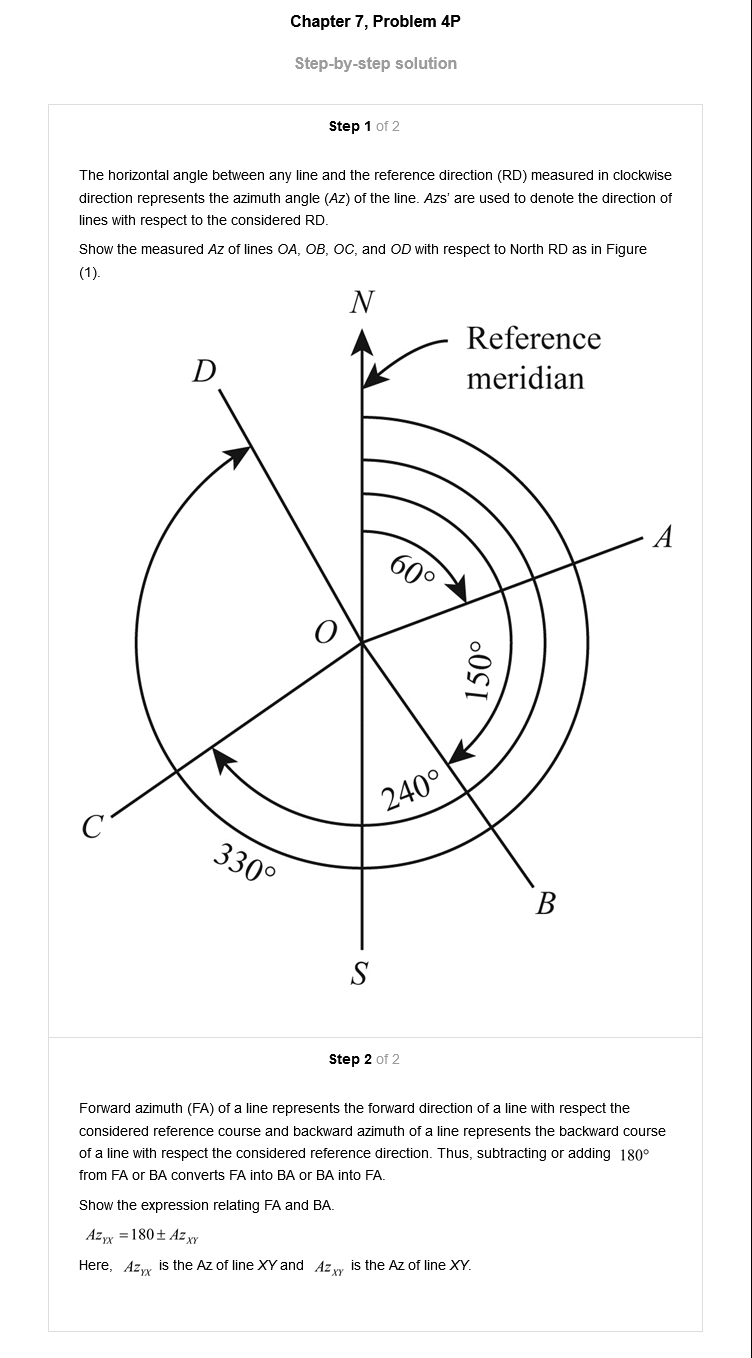 Chapter 7, Problem 4P
Step-by-step solution
Step 1 of 2
The horizontal angle between any line and the reference direction (RD) measured in clockwise
direction represents the azimuth angle (Az) of the line. Azs' are used to denote the direction of
lines with respect to the considered RD.
Show the measured Az of lines OA, OB, OC, and OD with respect to North RD as in Figure
(1).
N
Reference
meridian
D
A
60°
O
150°
240°
C
330°
B
S
Step 2 of 2
Forward azimuth (FA) of a line represents the forward direction of a line with respect the
considered reference course and backward azimuth of a line represents the backward course
of a line with respect the considered reference direction. Thus, subtracting or adding 180°
from FA or BA converts FA into BA or BA into FA.
Show the expression relating FA and BA.
Az_YX = 180 ± Az_XY
Here, Az_YX is the Az of line XY and Az_XY is the Az of line XY.